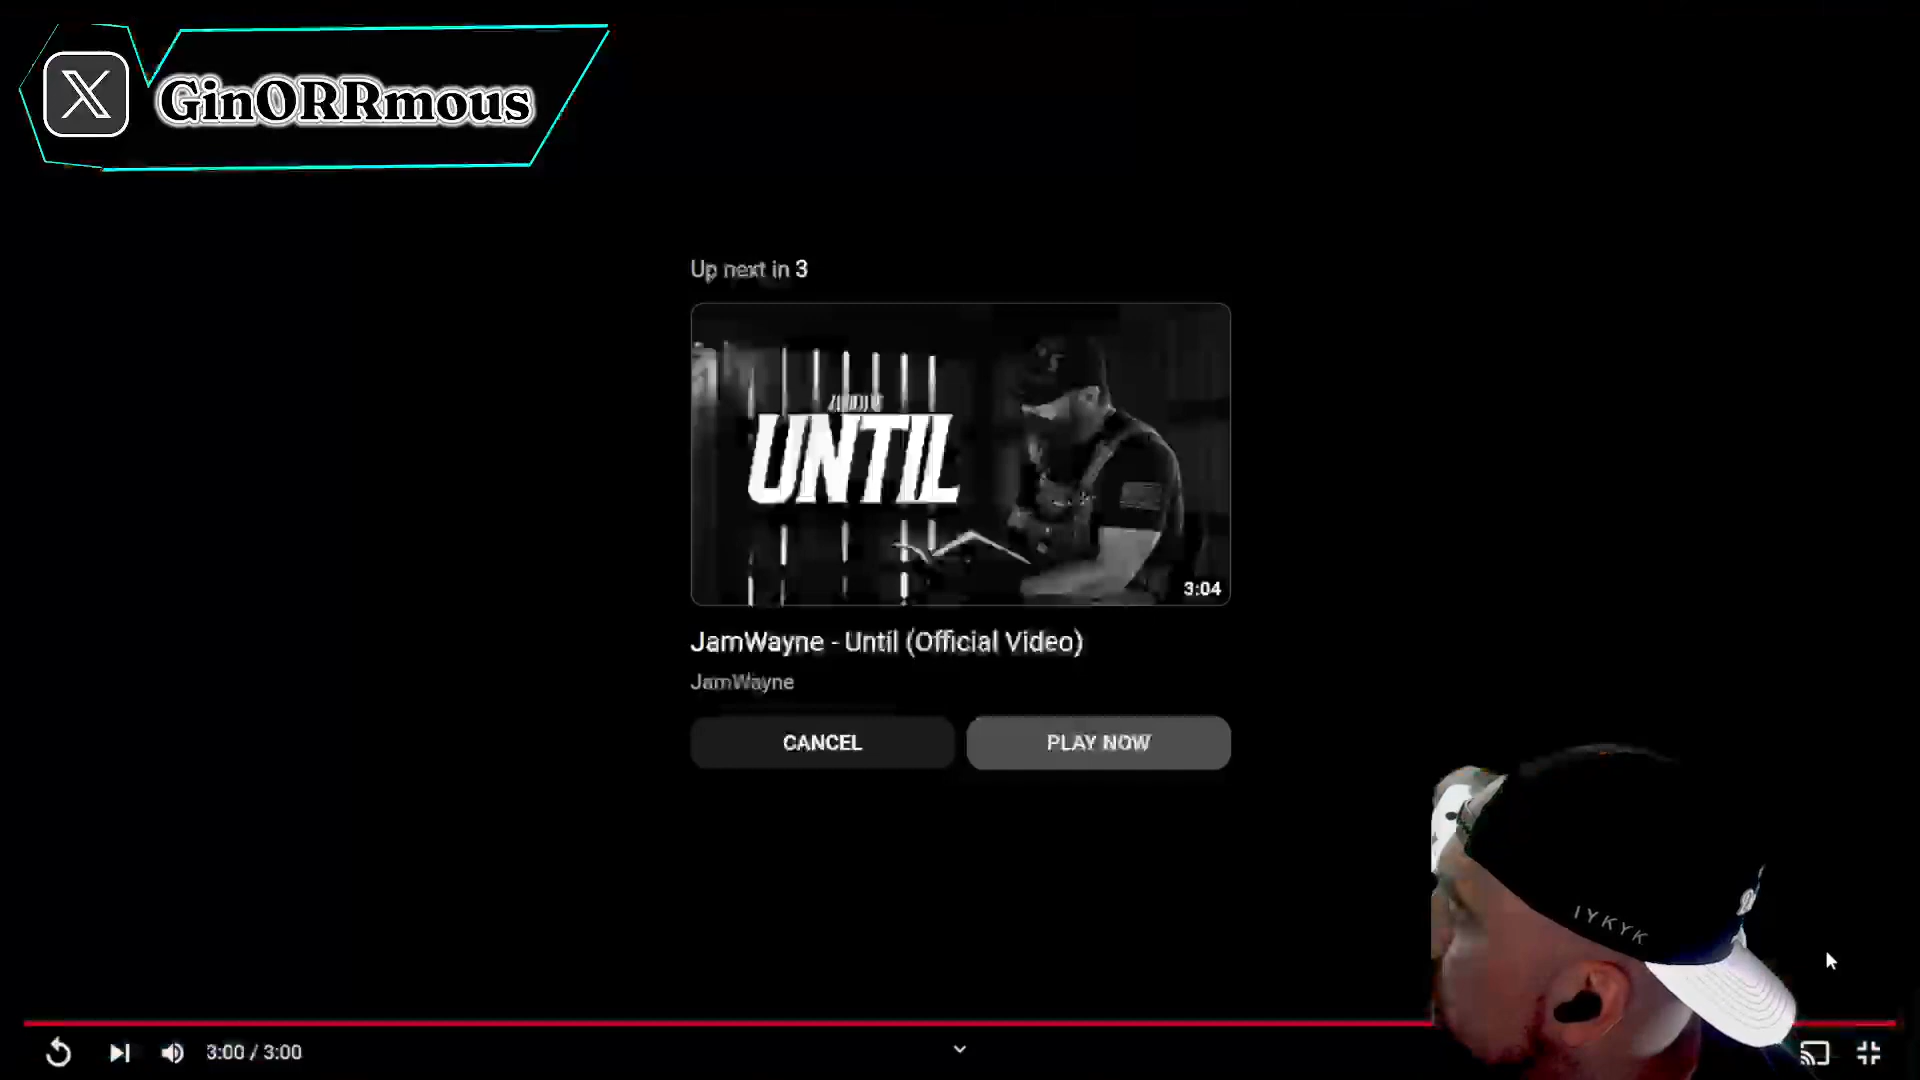 X GinORRmous
Up next in 3
UNTIL
3:04
JamWayne - Until (Official Video)
JamWayne
CANCEL
PLAY NOW
IYKYK
3:00 / 3:00